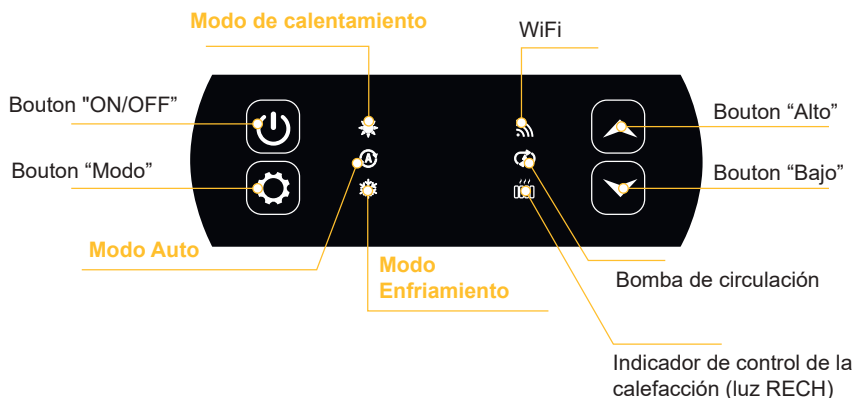 Modo de calentamiento
WiFi
Bouton "ON/OFF”
Bouton “Alto”
Bouton “Modo”
Bouton “Bajo”
A
Modo Auto
Modo
Enfriamiento
Bomba de circulación
Indicador de control de la
calefacción (luz RECH)